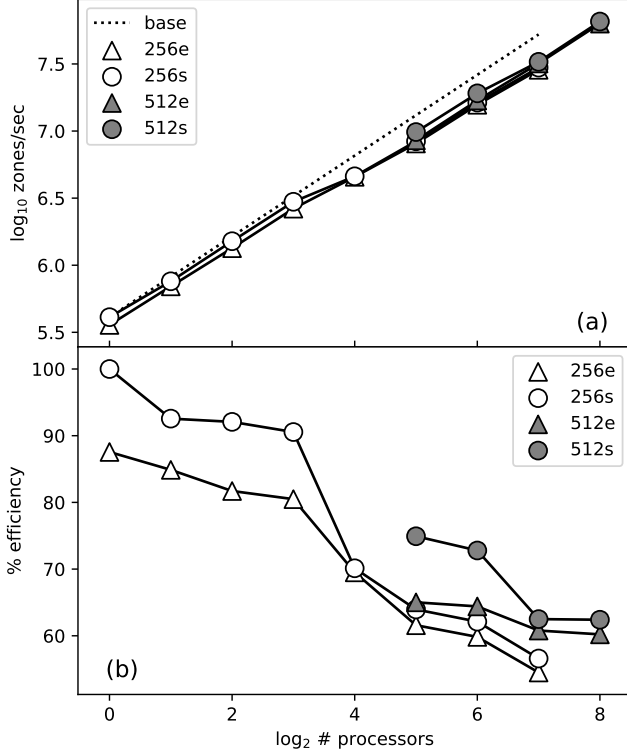 base
256e
256s
512e
512s
7.5
7.0
6.5
6.0
5.5
log10 zones/sec
(a)
256e
256s
512e
512s
100
90
80
70
60
% efficiency
(b)
0 2 4 6 8
log2 # processors